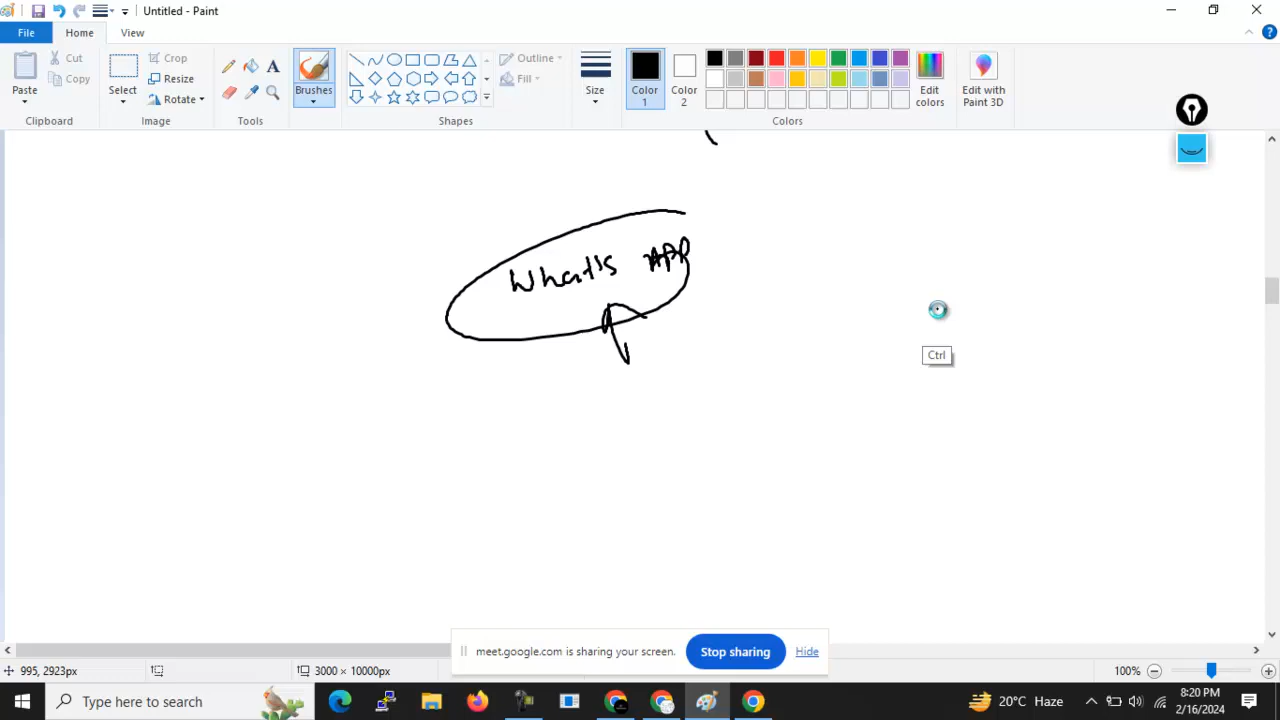 Untitled - Paint
File Home View
Paste
Cut
Copy
Clipboard
Select
Crop
Resize
Rotate
Image
Tools
Brushes
Shapes
Outline
Fill
Size
Color 1
Color 2
Edit colors
Colors
Edit with Paint 3D
What's APP
Ctrl
meet.google.com is sharing your screen. Stop sharing Hide
995, 2923px 3000 × 10000px 100%
Type here to search 20°C Haze 8:20 PM
2/16/2024